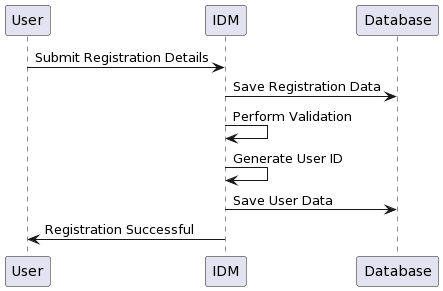 User IDM Database
Submit Registration Details
Save Registration Data
Perform Validation
Generate User ID
Save User Data
Registration Successful
User IDM Database